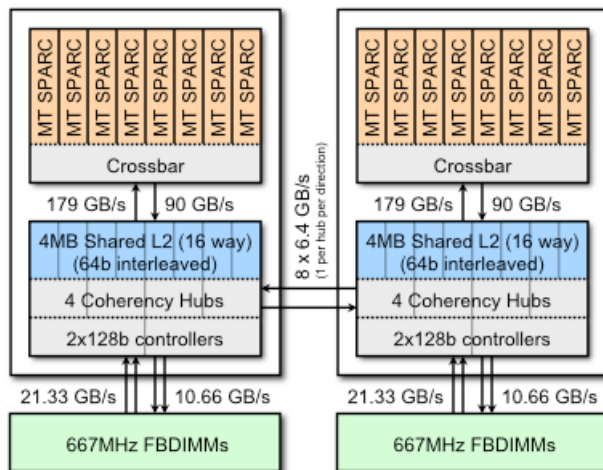 MT SPARC
MT SPARC
MT SPARC
MT SPARC
MT SPARC
MT SPARC
MT SPARC
MT SPARC
Crossbar
179 GB/s
90 GB/s
4MB Shared L2 (16 way)
(64b interleaved)
4 Coherency Hubs
2x128b controllers
21.33 GB/s
10.66 GB/s
667MHz FBDIMMs
8 x 6.4 GB/s
(1 per hub per direction)
MT SPARC
MT SPARC
MT SPARC
MT SPARC
MT SPARC
MT SPARC
MT SPARC
MT SPARC
Crossbar
179 GB/s
90 GB/s
4MB Shared L2 (16 way)
(64b interleaved)
4 Coherency Hubs
2x128b controllers
21.33 GB/s
10.66 GB/s
667MHz FBDIMMs